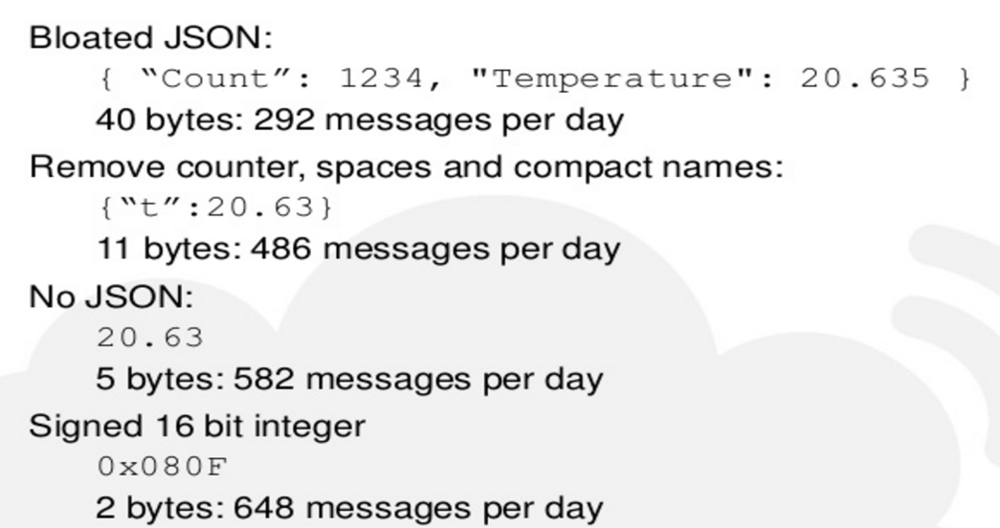 Bloated JSON:
{ “Count”: 1234, "Temperature": 20.635 }
40 bytes: 292 messages per day
Remove counter, spaces and compact names:
{“t”:20.63}
11 bytes: 486 messages per day
No JSON:
20.63
5 bytes: 582 messages per day
Signed 16 bit integer
0x080F
2 bytes: 648 messages per day